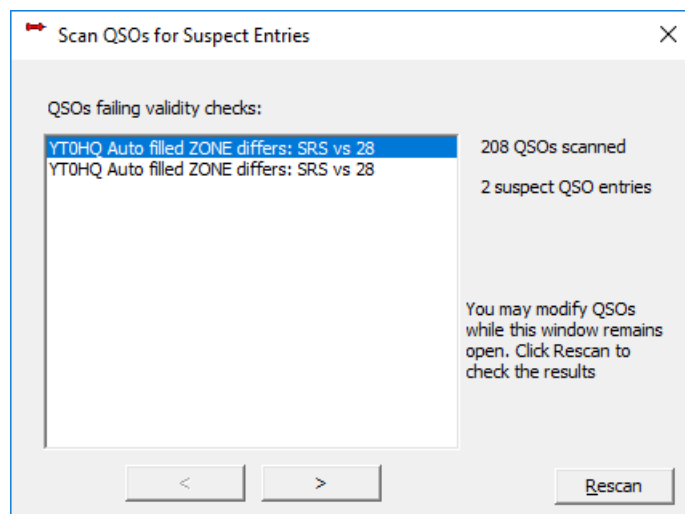 Scan QSOs for Suspect Entries
QSOs failing validity checks:
YT0HQ Auto filled ZONE differs: SRS vs 28
YT0HQ Auto filled ZONE differs: SRS vs 28
208 QSOs scanned
2 suspect QSO entries
You may modify QSOs
while this window remains
open. Click Rescan to
check the results
<
>
Rescan